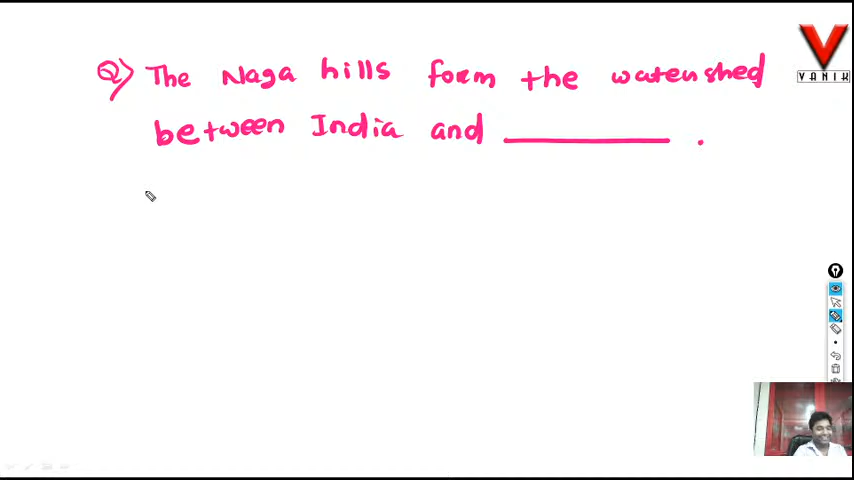 Q) The Naga hills form the watershed
between India and ________ .
VANIK